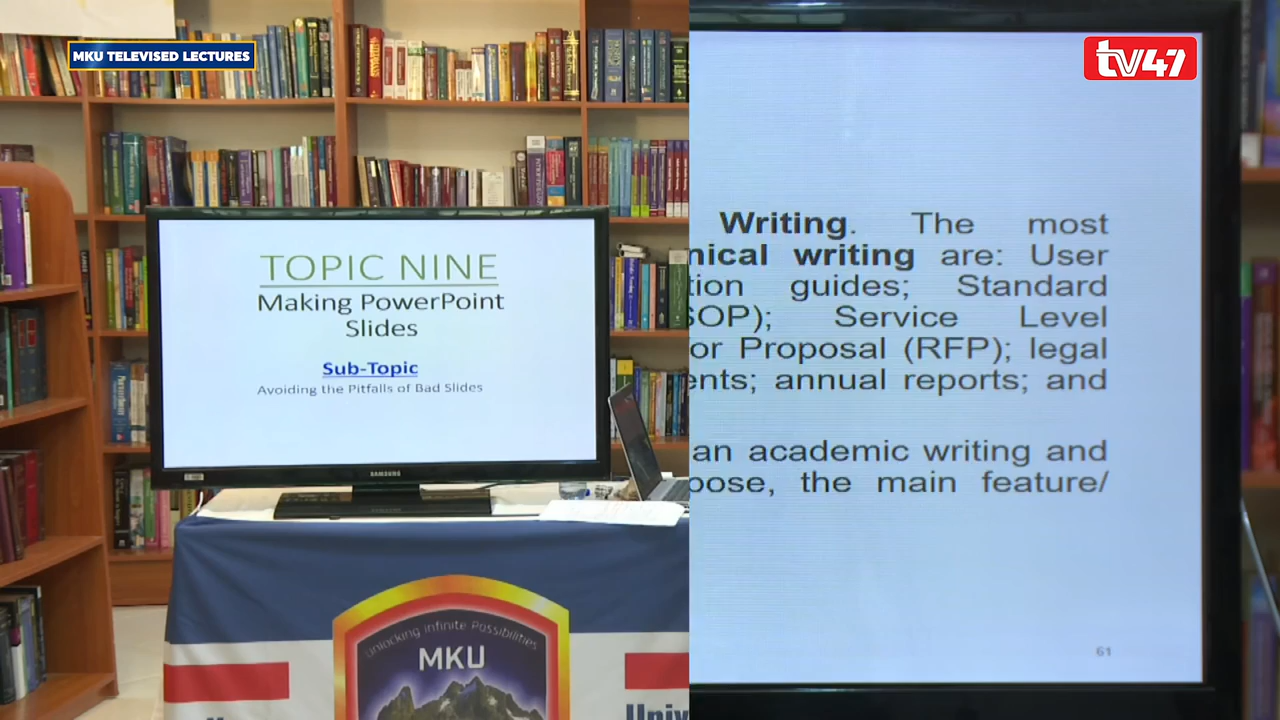 MKU TELEVISED LECTURES
tv47
TOPIC NINE
Making PowerPoint
Slides
Sub-Topic
Avoiding the Pitfalls of Bad Slides
SAMSUNG
Unlocking Infinite Possibilities
MKU
Writing. The most
nical writing are: User
tion guides; Standard
SOP); Service Level
or Proposal (RFP); legal
ents; annual reports; and
an academic writing and
pose, the main feature/
61